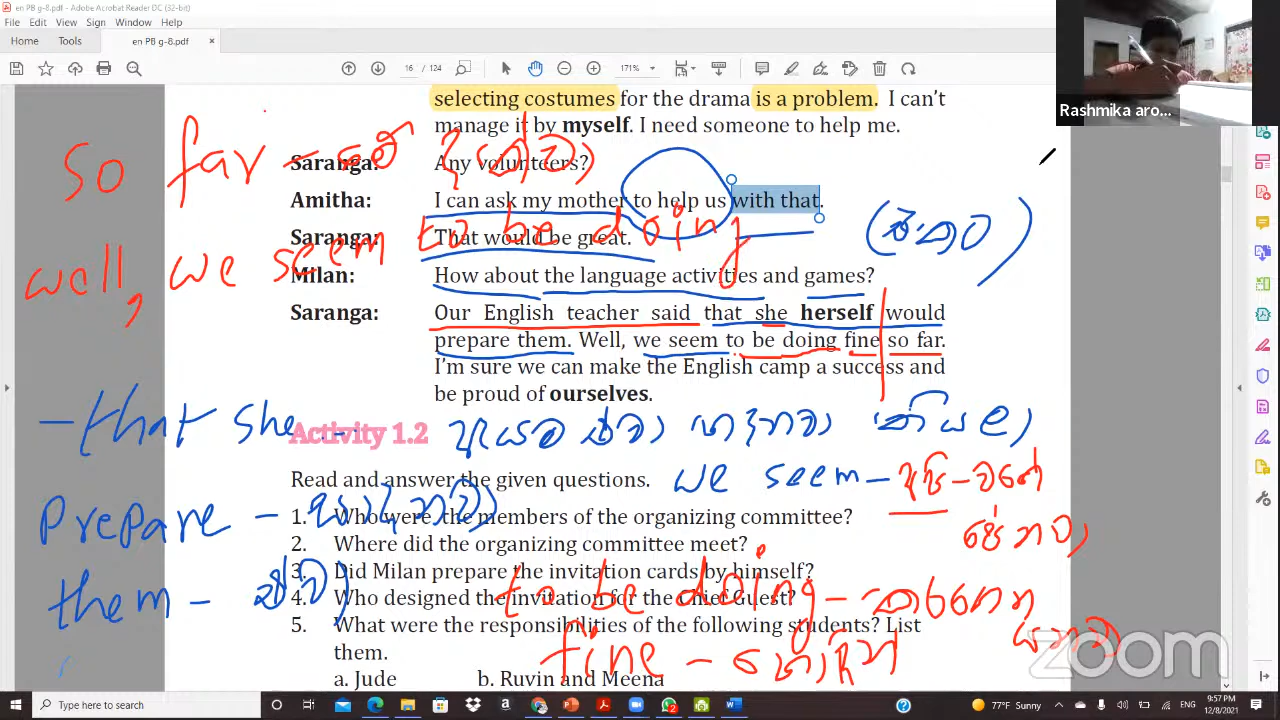 en PB g-8.pdf - Adobe Acrobat Reader DC (32-bit)
File Edit View Sign Window Help
Home Tools en PB g-8.pdf ×
16 / 124 171%
Rashmika aro...
selecting costumes for the drama is a problem. I can't
manage it by myself. I need someone to help me.
Saranga: Any volunteers?
Amitha: I can ask my mother to help us with that.
Saranga: That would be great.
Milan: How about the language activities and games?
Saranga: Our English teacher said that she herself would
prepare them. Well, we seem to be doing fine so far.
I'm sure we can make the English camp a success and
be proud of ourselves.
Activity 1.2
Read and answer the given questions.
1. Who were the members of the organizing committee?
2. Where did the organizing committee meet?
3. Did Milan prepare the invitation cards by himself?
4. Who designed the invitation for the Chief Guest?
5. What were the responsibilities of the following students? List
them.
a. Jude b. Ruvin and Meena
so far -
well, we seem to be doing
- that she ...
we seem -
Prepare -
them -
to be doing -
fine -
zoom
Type here to search
77°F Sunny
9:57 PM
12/8/2021